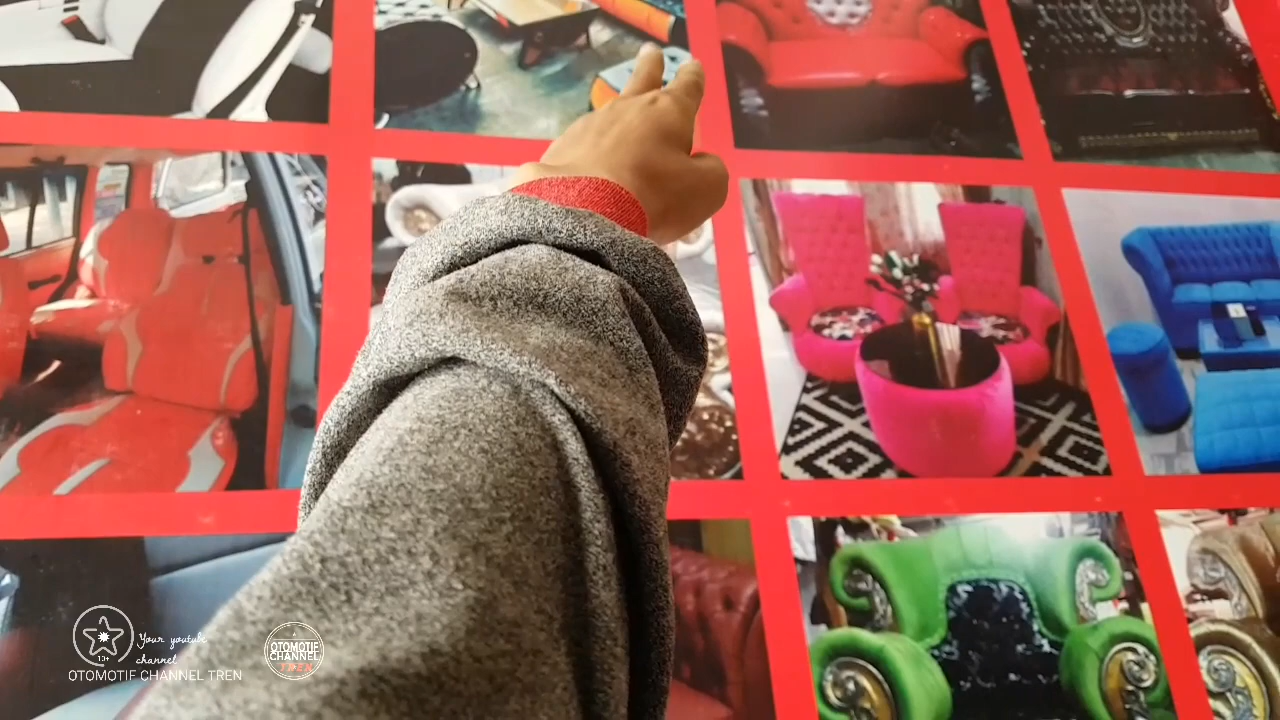 Your youtube
channel
13+
OTOMOTIF CHANNEL TREN
OTOMOTIF
CHANNEL
TREN